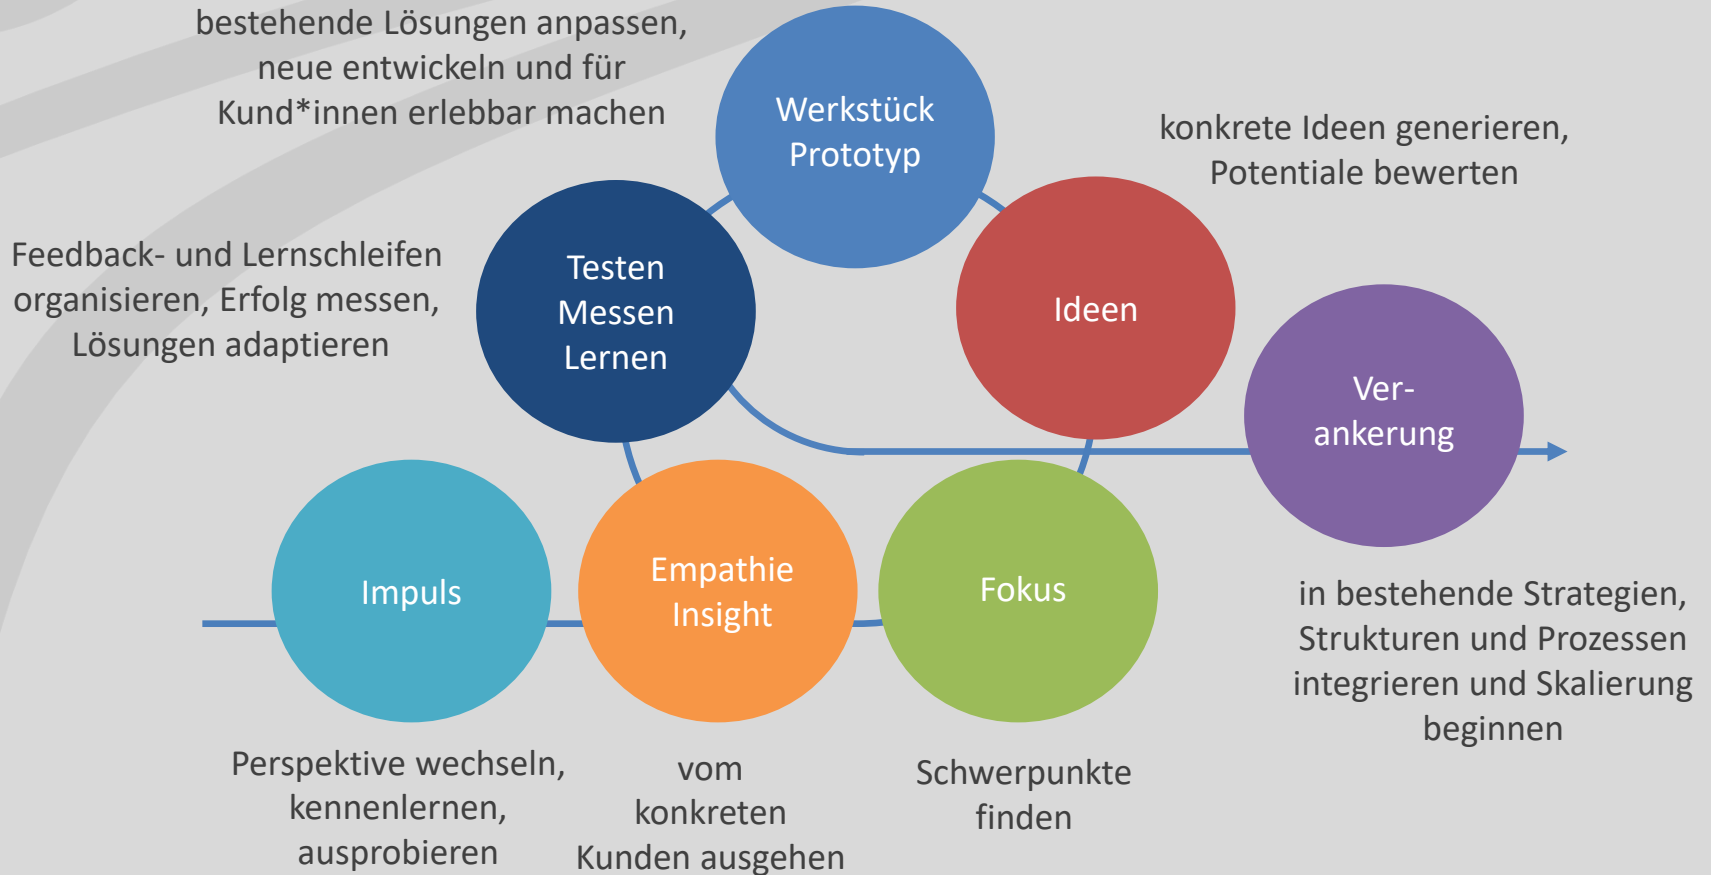 bestehende Lösungen anpassen,
neue entwickeln und für
Kund*innen erlebbar machen
Werkstück
Prototyp
konkrete Ideen generieren,
Potentiale bewerten
Feedback- und Lernschleifen
organisieren, Erfolg messen,
Lösungen adaptieren
Testen
Messen
Lernen
Ideen
Ver-
ankerung
Impuls
Empathie
Insight
Fokus
in bestehende Strategien,
Strukturen und Prozessen
integrieren und Skalierung
beginnen
Perspektive wechseln,
kennenlernen,
ausprobieren
vom
konkreten
Kunden ausgehen
Schwerpunkte
finden